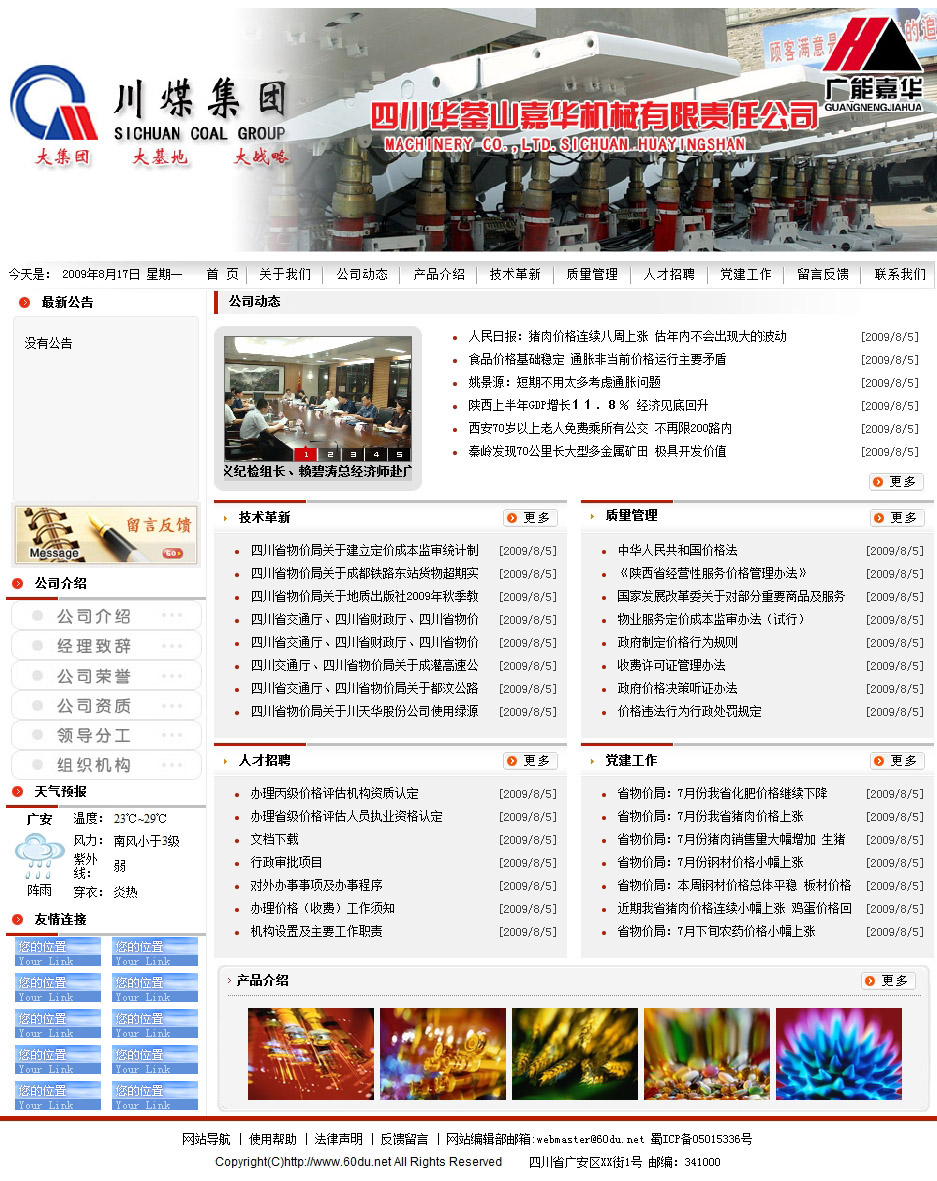 顾客满意是
的追
川煤集团
SICHUAN COAL GROUP
大集团 大基地 大战略
四川华蓥山嘉华机械有限责任公司
MACHINERY CO.,LTD.SICHUAN HUAYINGSHAN
广能嘉华
GUANGNENGJIAHUA
今天是： 2009年8月17日 星期一 首 页 关于我们 公司动态 产品介绍 技术革新 质量管理 人才招聘 党建工作 留言反馈 联系我们
最新公告
没有公告
留言反馈
Message
Go
公司介绍
公司介绍
经理致辞
公司荣誉
公司资质
领导分工
组织机构
天气预报
广安
阵雨
温度： 23℃~29℃
风力： 南风小于3级
紫外线： 弱
穿衣： 炎热
友情连接
您的位置 您的位置
Your Link Your Link
您的位置 您的位置
Your Link Your Link
您的位置 您的位置
Your Link Your Link
您的位置 您的位置
Your Link Your Link
您的位置 您的位置
Your Link Your Link
公司动态
1 2 3 4 5
义纪检组长、赖碧涛总经济师赴广
人民日报：猪肉价格连续八周上涨 估年内不会出现大的波动 [2009/8/5]
食品价格基础稳定 通胀非当前价格运行主要矛盾 [2009/8/5]
姚景源：短期不用太多考虑通胀问题 [2009/8/5]
陕西上半年GDP增长１１．８％ 经济见底回升 [2009/8/5]
西安70岁以上老人免费乘所有公交 不再限200路内 [2009/8/5]
秦岭发现70公里长大型多金属矿田 极具开发价值 [2009/8/5]
更多
技术革新 更多
四川省物价局关于建立定价成本监审统计制 [2009/8/5]
四川省物价局关于成都铁路东站货物超期实 [2009/8/5]
四川省物价局关于地质出版社2009年秋季教 [2009/8/5]
四川省交通厅、四川省财政厅、四川省物价 [2009/8/5]
四川省交通厅、四川省财政厅、四川省物价 [2009/8/5]
四川交通厅、四川省物价局关于成灌高速公 [2009/8/5]
四川省交通厅、四川省物价局关于都汶公路 [2009/8/5]
四川省物价局关于川天华股份公司使用绿源 [2009/8/5]
质量管理 更多
中华人民共和国价格法 [2009/8/5]
《陕西省经营性服务价格管理办法》 [2009/8/5]
国家发展改革委关于对部分重要商品及服务 [2009/8/5]
物业服务定价成本监审办法（试行） [2009/8/5]
政府制定价格行为规则 [2009/8/5]
收费许可证管理办法 [2009/8/5]
政府价格决策听证办法 [2009/8/5]
价格违法行为行政处罚规定 [2009/8/5]
人才招聘 更多
办理丙级价格评估机构资质认定 [2009/8/5]
办理省级价格评估人员执业资格认定 [2009/8/5]
文档下载 [2009/8/5]
行政审批项目 [2009/8/5]
对外办事事项及办事程序 [2009/8/5]
办理价格（收费）工作须知 [2009/8/5]
机构设置及主要工作职责 [2009/8/5]
党建工作 更多
省物价局：7月份我省化肥价格继续下降 [2009/8/5]
省物价局：7月份我省猪肉价格上涨 [2009/8/5]
省物价局：7月份猪肉销售量大幅增加 生猪 [2009/8/5]
省物价局：7月份钢材价格小幅上涨 [2009/8/5]
省物价局：本周钢材价格总体平稳 板材价格 [2009/8/5]
近期我省猪肉价格连续小幅上涨 鸡蛋价格回 [2009/8/5]
省物价局：7月下旬农药价格小幅上涨 [2009/8/5]
产品介绍 更多
网站导航 | 使用帮助 | 法律声明 | 反馈留言 | 网站编辑部邮箱:webmaster@60du.net 蜀ICP备05015336号
Copyright(C)http://www.60du.net All Rights Reserved 四川省广安区XX街1号 邮编：341000